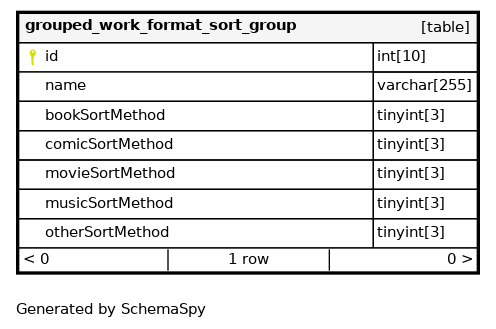 grouped_work_format_sort_group [table]
id int[10]
name varchar[255]
bookSortMethod tinyint[3]
comicSortMethod tinyint[3]
movieSortMethod tinyint[3]
musicSortMethod tinyint[3]
otherSortMethod tinyint[3]
< 0 1 row 0 >
Generated by SchemaSpy